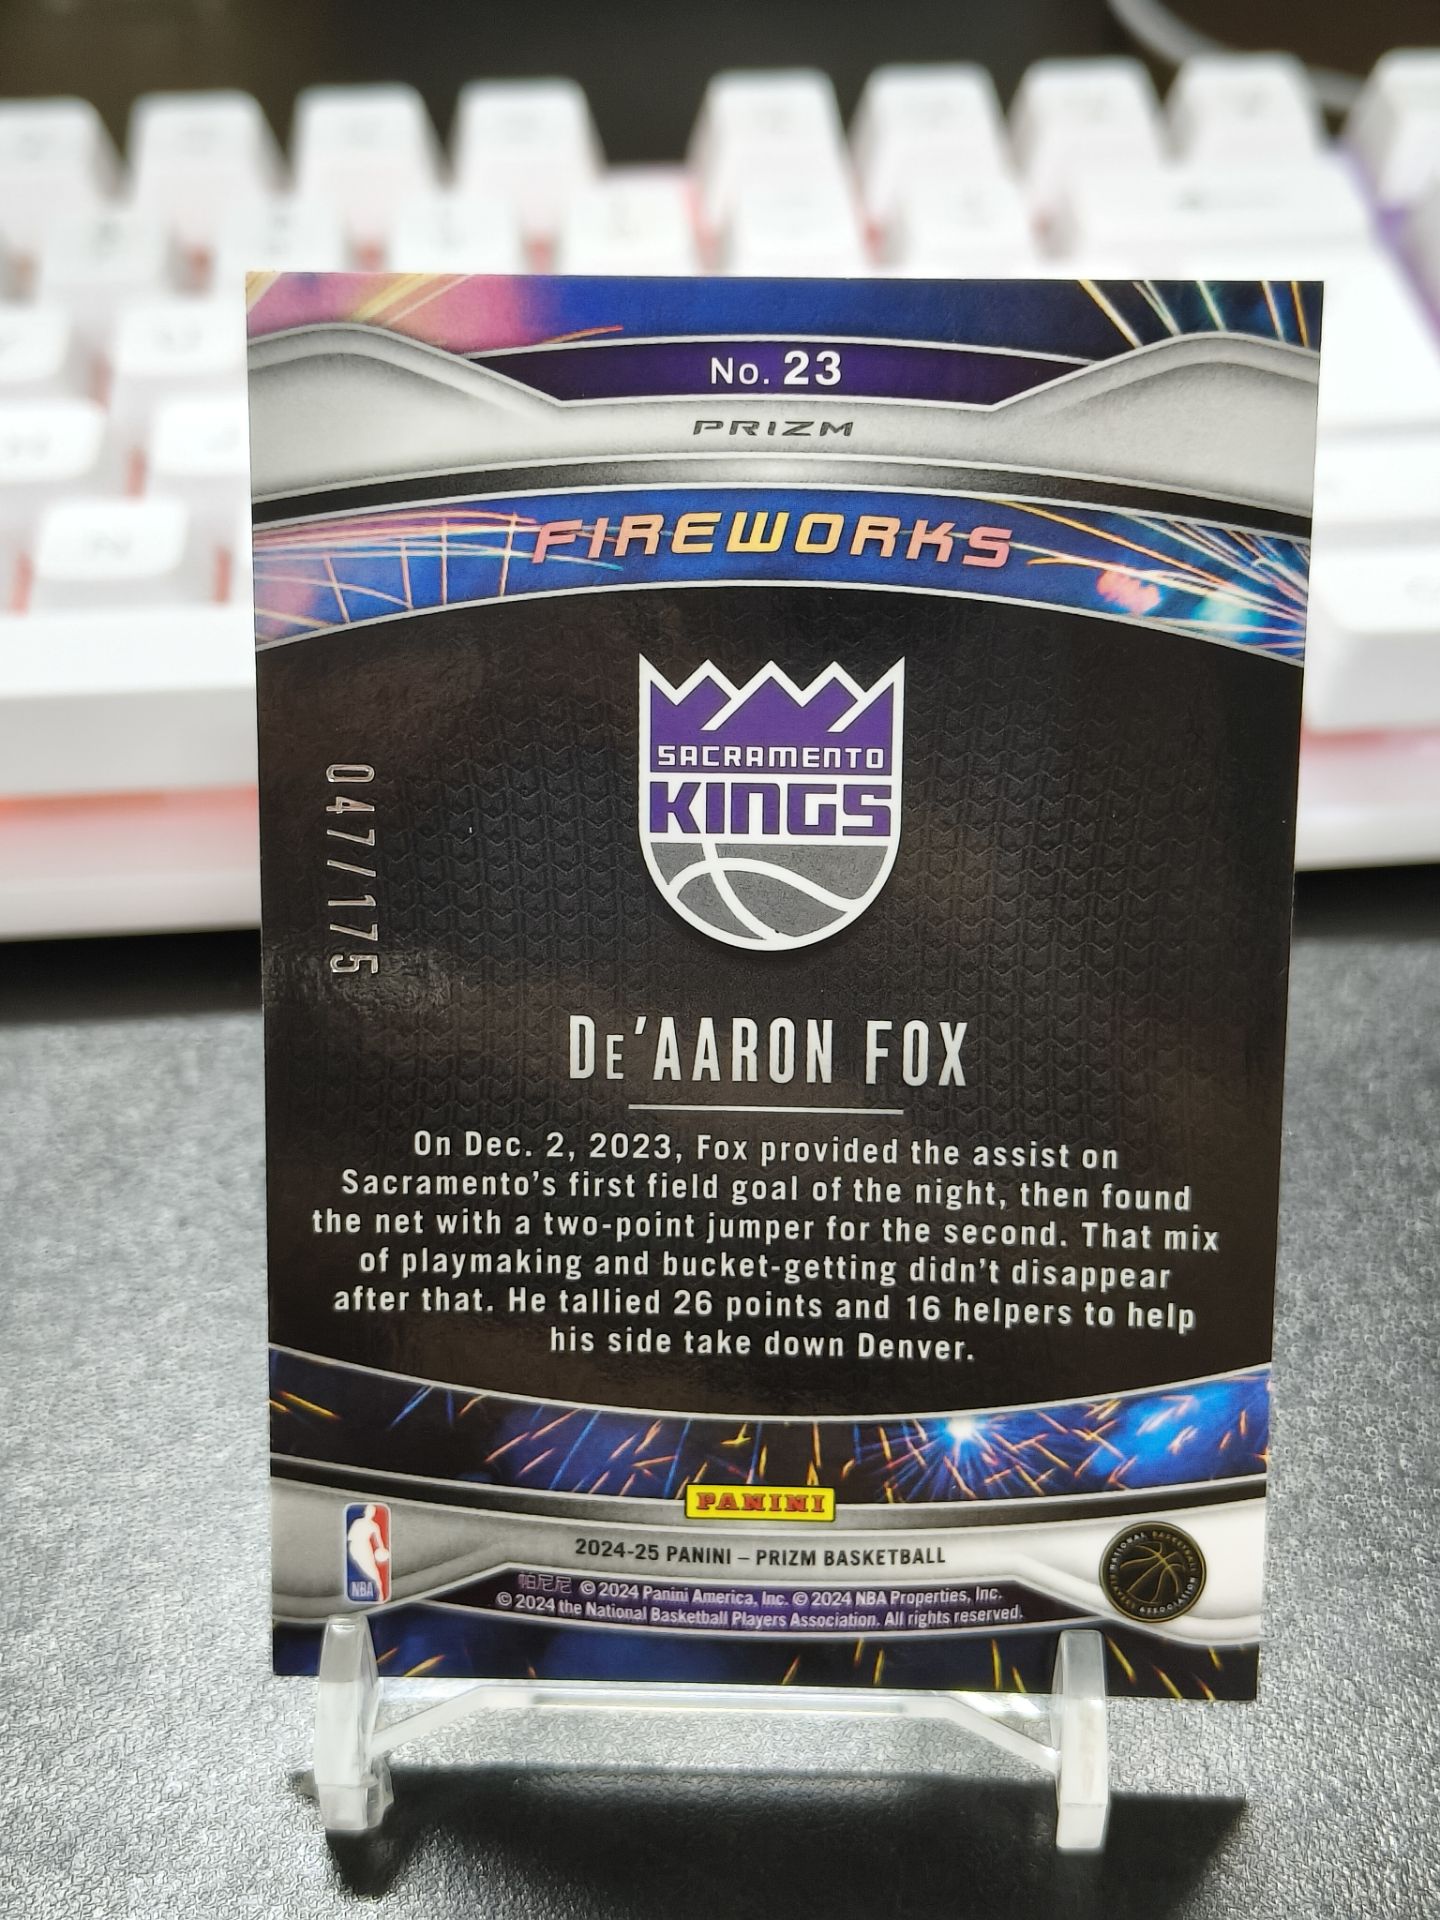 No. 23
PRIZM
FIREWORKS
SACRAMENTO
KINGS
047/175
De'AARON FOX
On Dec. 2, 2023, Fox provided the assist on
Sacramento's first field goal of the night, then found
the net with a two-point jumper for the second. That mix
of playmaking and bucket-getting didn't disappear
after that. He tallied 26 points and 16 helpers to help
his side take down Denver.
PANINI
2024-25 PANINI – PRIZM BASKETBALL
帕尼尼 © 2024 Panini America, Inc. © 2024 NBA Properties, Inc.
© 2024 the National Basketball Players Association. All rights reserved.
NBA
NATIONAL BASKETBALL
PLAYERS ASSOCIATION